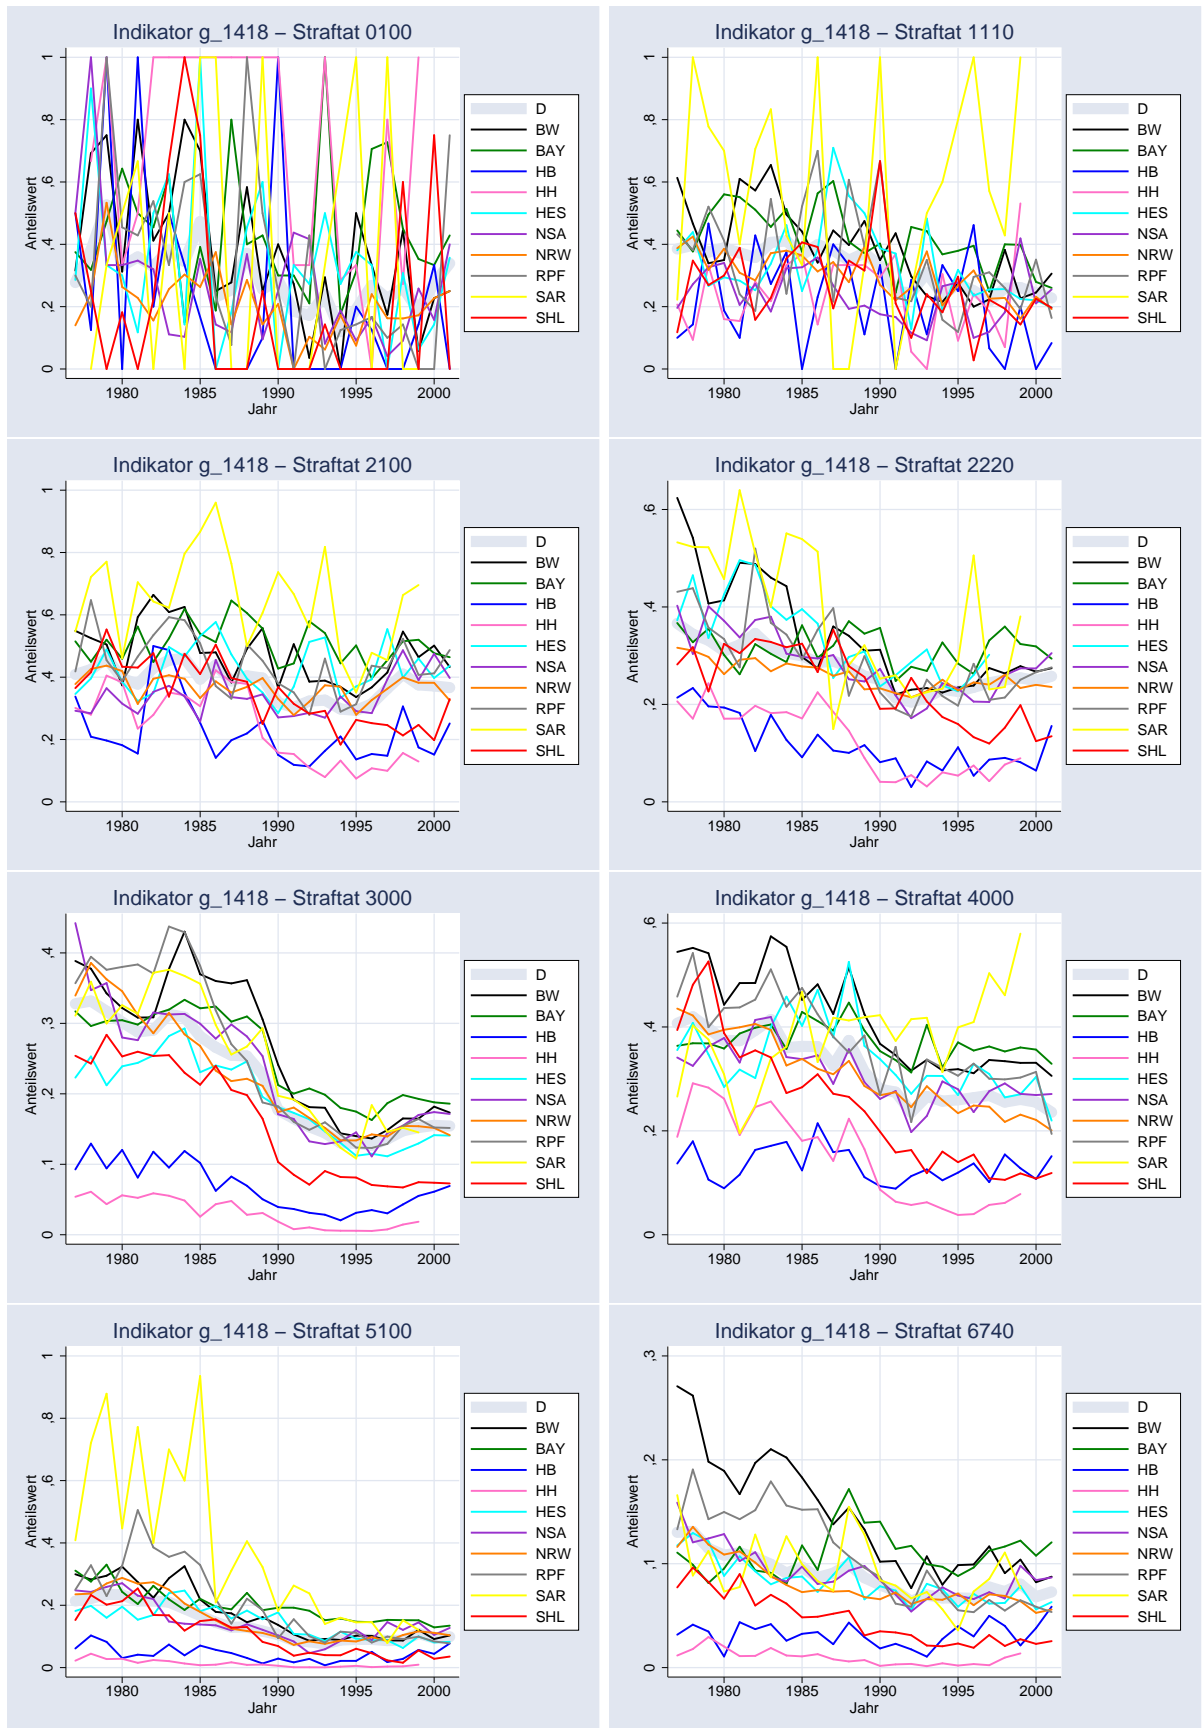 Indikator g_1418 – Straftat 0100
Anteilswert
1
,8
,6
,4
,2
0
1980 1985 1990 1995 2000
Jahr
D
BW
BAY
HB
HH
HES
NSA
NRW
RPF
SAR
SHL
Indikator g_1418 – Straftat 1110
Anteilswert
1
,8
,6
,4
,2
0
1980 1985 1990 1995 2000
Jahr
D
BW
BAY
HB
HH
HES
NSA
NRW
RPF
SAR
SHL
Indikator g_1418 – Straftat 2100
Anteilswert
1
,8
,6
,4
,2
0
1980 1985 1990 1995 2000
Jahr
D
BW
BAY
HB
HH
HES
NSA
NRW
RPF
SAR
SHL
Indikator g_1418 – Straftat 2220
Anteilswert
,6
,4
,2
0
1980 1985 1990 1995 2000
Jahr
D
BW
BAY
HB
HH
HES
NSA
NRW
RPF
SAR
SHL
Indikator g_1418 – Straftat 3000
Anteilswert
,4
,3
,2
,1
0
1980 1985 1990 1995 2000
Jahr
D
BW
BAY
HB
HH
HES
NSA
NRW
RPF
SAR
SHL
Indikator g_1418 – Straftat 4000
Anteilswert
,6
,4
,2
0
1980 1985 1990 1995 2000
Jahr
D
BW
BAY
HB
HH
HES
NSA
NRW
RPF
SAR
SHL
Indikator g_1418 – Straftat 5100
Anteilswert
1
,8
,6
,4
,2
0
1980 1985 1990 1995 2000
Jahr
D
BW
BAY
HB
HH
HES
NSA
NRW
RPF
SAR
SHL
Indikator g_1418 – Straftat 6740
Anteilswert
,3
,2
,1
0
1980 1985 1990 1995 2000
Jahr
D
BW
BAY
HB
HH
HES
NSA
NRW
RPF
SAR
SHL